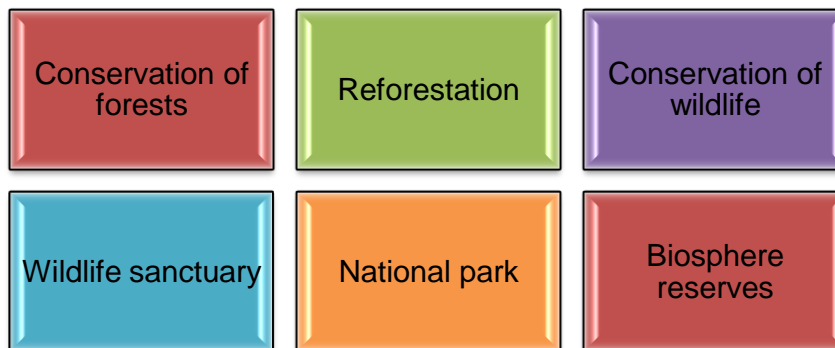 Conservation of
forests
Reforestation
Conservation of
wildlife
Wildlife sanctuary
National park
Biosphere
reserves